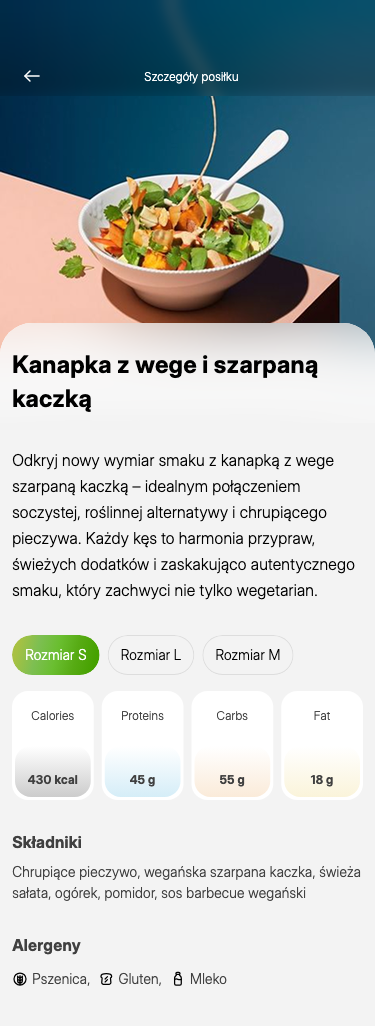 Szczegóły posiłku
Kanapka z wege i szarpaną
kaczką
Odkryj nowy wymiar smaku z kanapką z wege
szarpaną kaczką – idealnym połączeniem
soczystej, roślinnej alternatywy i chrupiącego
pieczywa. Każdy kęs to harmonia przypraw,
świeżych dodatków i zaskakująco autentycznego
smaku, który zachwyci nie tylko wegetarian.
Rozmiar S Rozmiar L Rozmiar M
Calories Proteins Carbs Fat
430 kcal 45 g 55 g 18 g
Składniki
Chrupiące pieczywo, wegańska szarpana kaczka, świeża
sałata, ogórek, pomidor, sos barbecue wegański
Alergeny
Pszenica, Gluten, Mleko